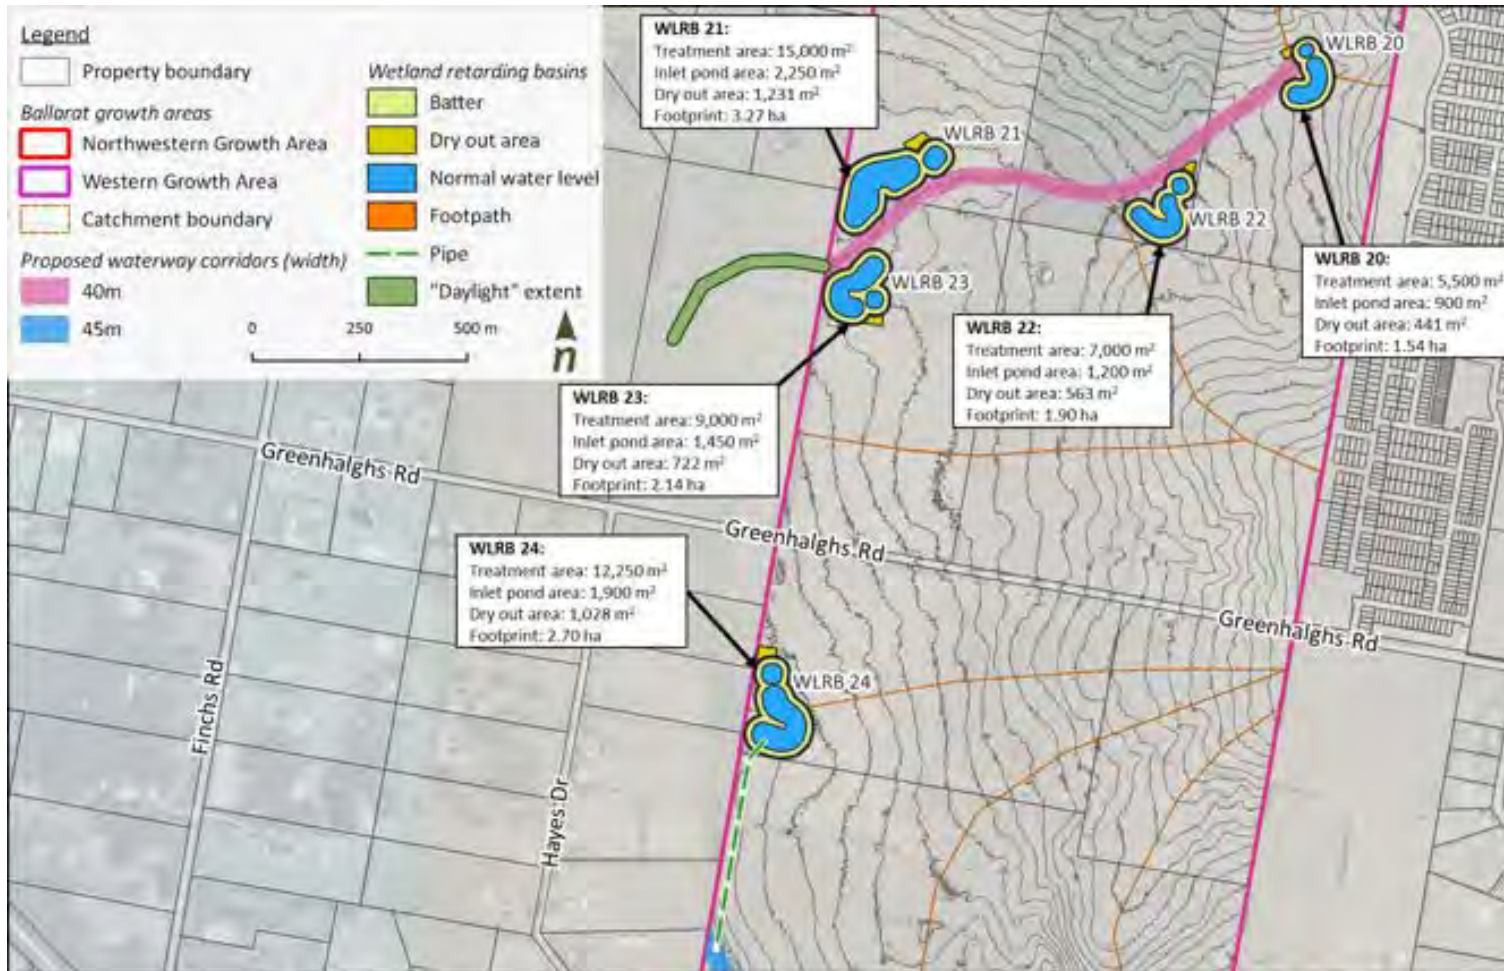 Legend
Property boundary
Ballarat growth areas
Northwestern Growth Area
Western Growth Area
Catchment boundary
Proposed waterway corridors (width)
40m
45m
Wetland retarding basins
Batter
Dry out area
Normal water level
Footpath
Pipe
"Daylight" extent
0 250 500 m
n
WLRB 21:
Treatment area: 15,000 m²
Inlet pond area: 2,250 m²
Dry out area: 1,231 m²
Footprint: 3.27 ha
WLRB 20
WLRB 21
WLRB 22
WLRB 20:
Treatment area: 5,500 m²
Inlet pond area: 900 m²
Dry out area: 441 m²
Footprint: 1.54 ha
WLRB 23
WLRB 22:
Treatment area: 7,000 m²
Inlet pond area: 1,200 m²
Dry out area: 563 m²
Footprint: 1.90 ha
WLRB 23:
Treatment area: 9,000 m²
Inlet pond area: 1,450 m²
Dry out area: 722 m²
Footprint: 2.14 ha
Greenhalghs Rd
Greenhalghs Rd
Greenhalghs Rd
WLRB 24:
Treatment area: 12,250 m²
Inlet pond area: 1,900 m²
Dry out area: 1,028 m²
Footprint: 2.70 ha
WLRB 24
Finchs Rd
Hayes Dr